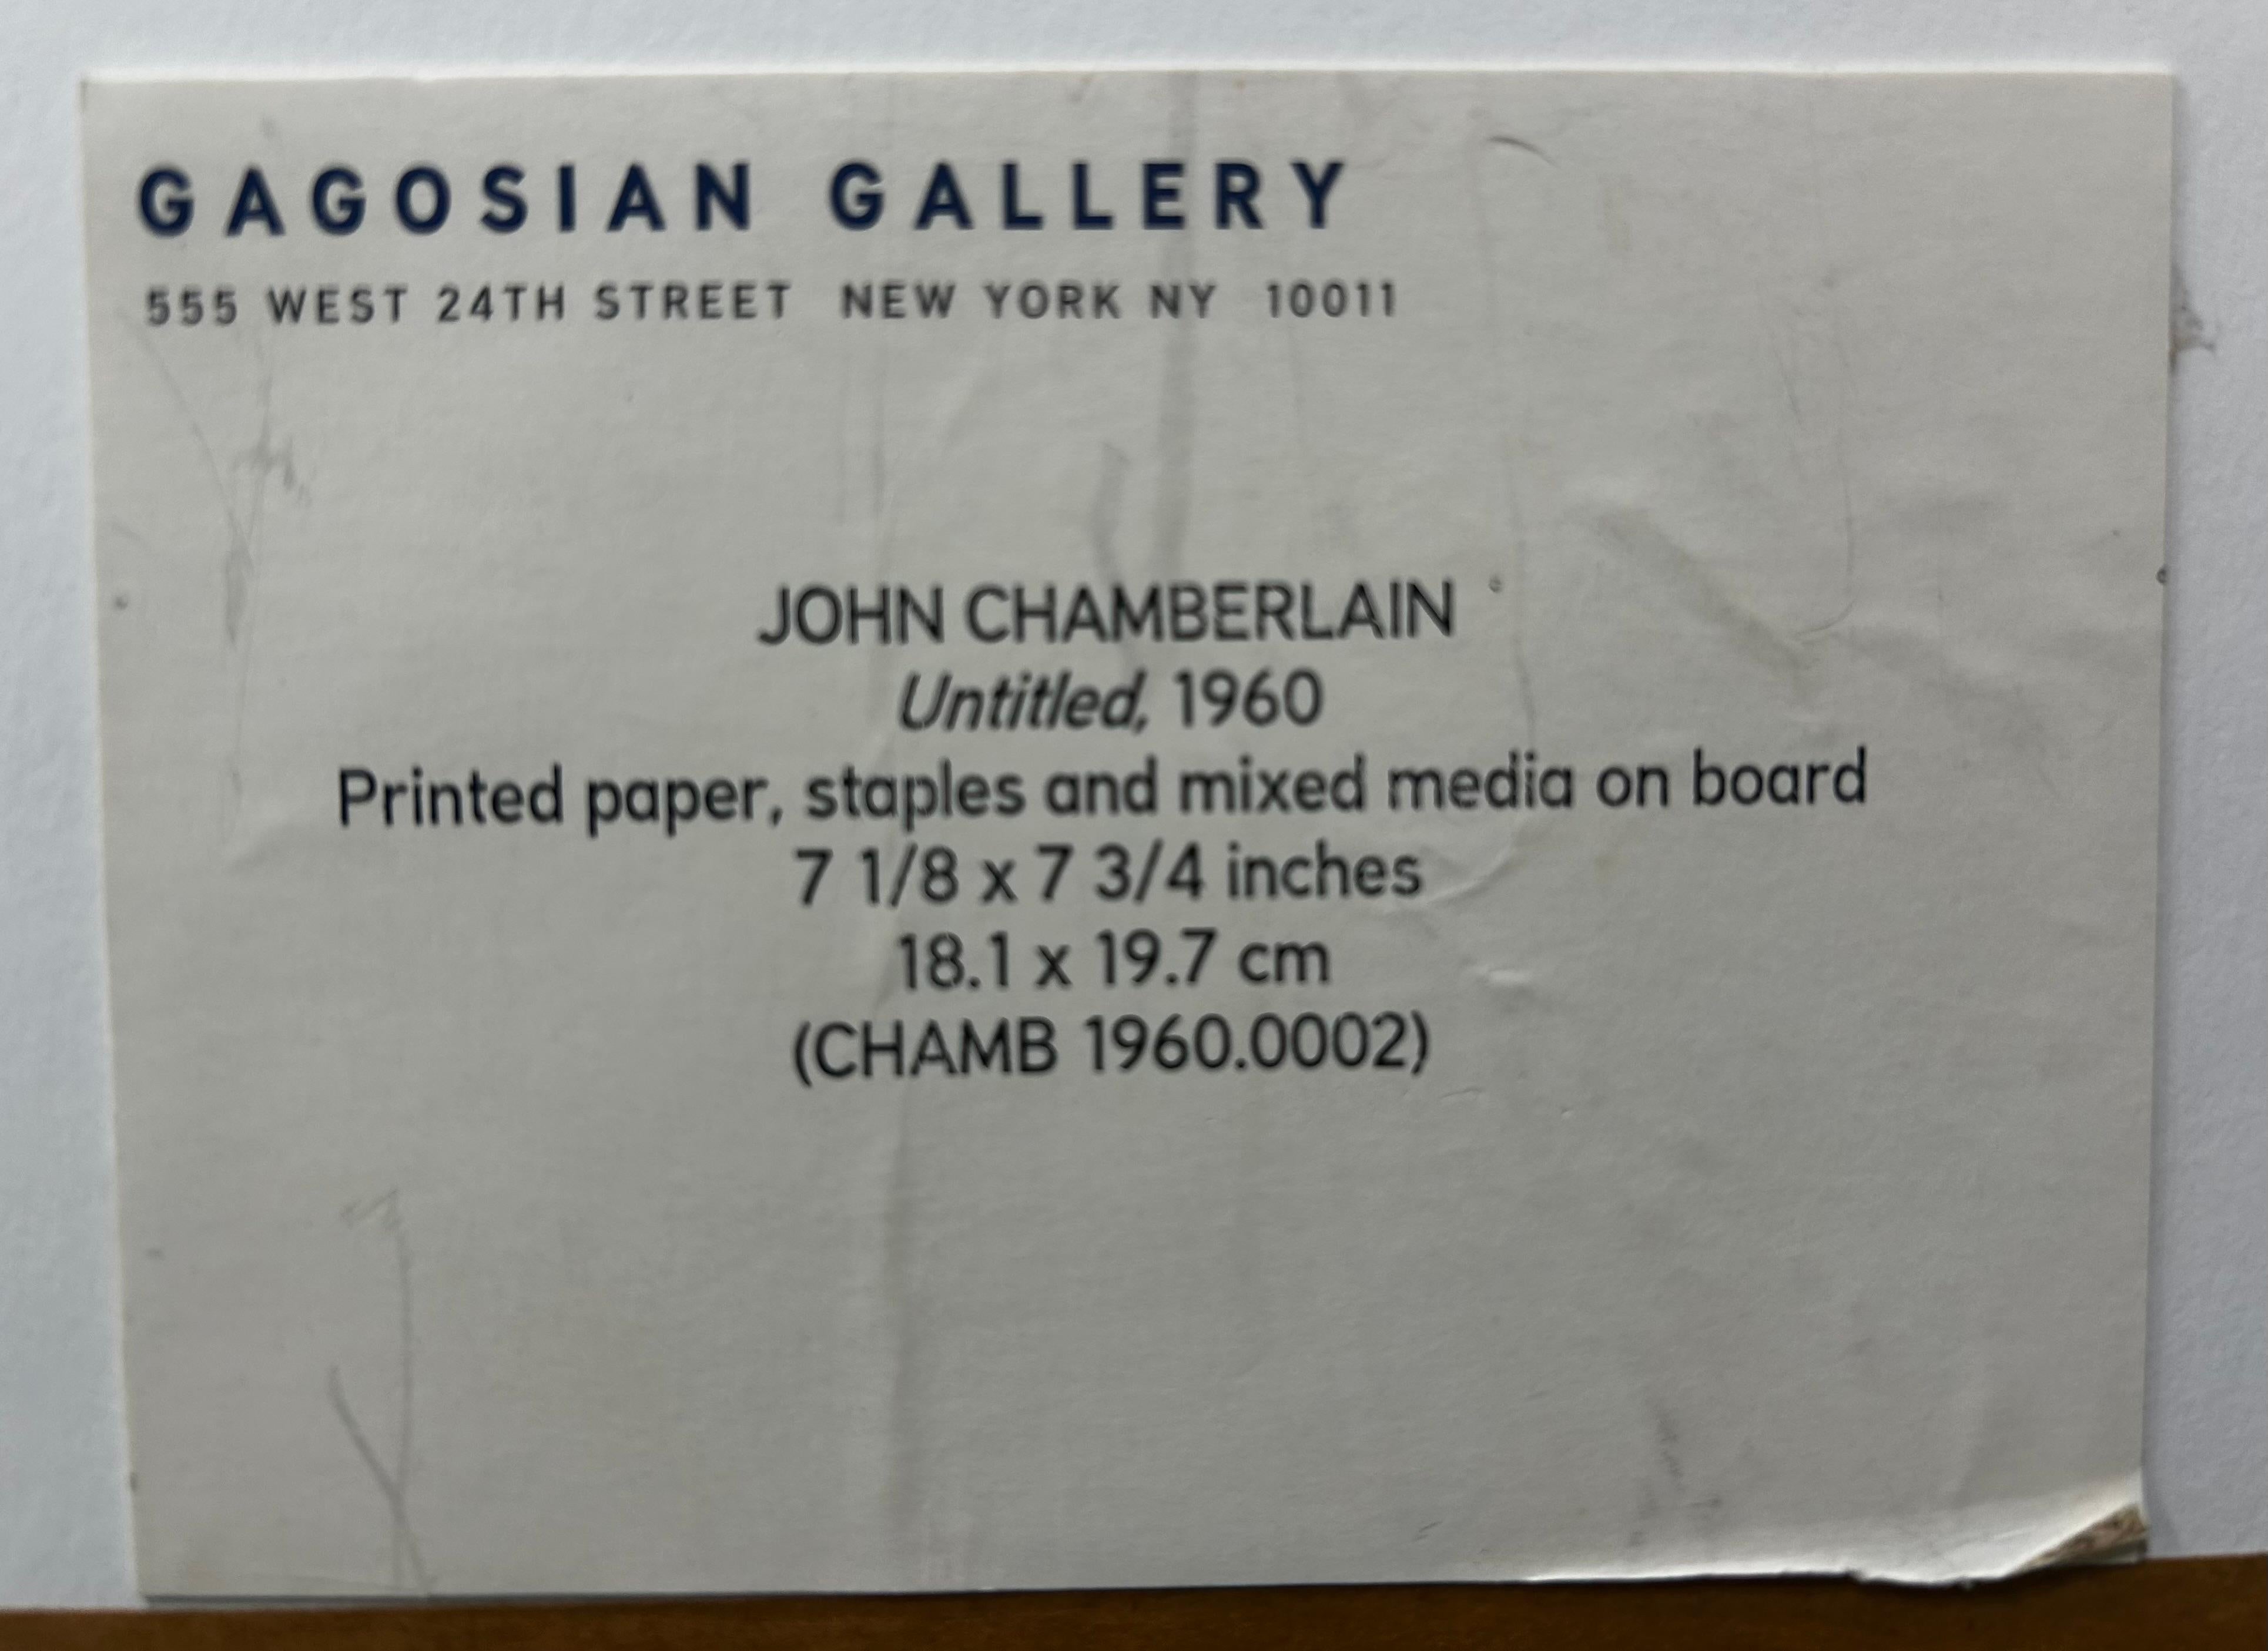 GAGOSIAN GALLERY
555 WEST 24TH STREET NEW YORK NY 10011
JOHN CHAMBERLAIN
Untitled, 1960
Printed paper, staples and mixed media on board
7 1/8 x 7 3/4 inches
18.1 x 19.7 cm
(CHAMB 1960.0002)